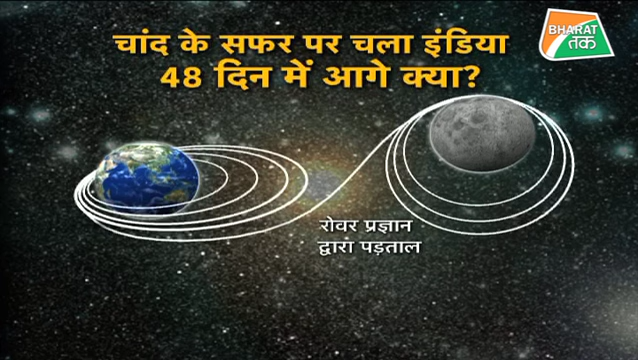 चांद के सफर पर चला इंडिया
48 दिन में आगे क्या?
BHARAT
तक
रोवर प्रज्ञान
द्वारा पड़ताल